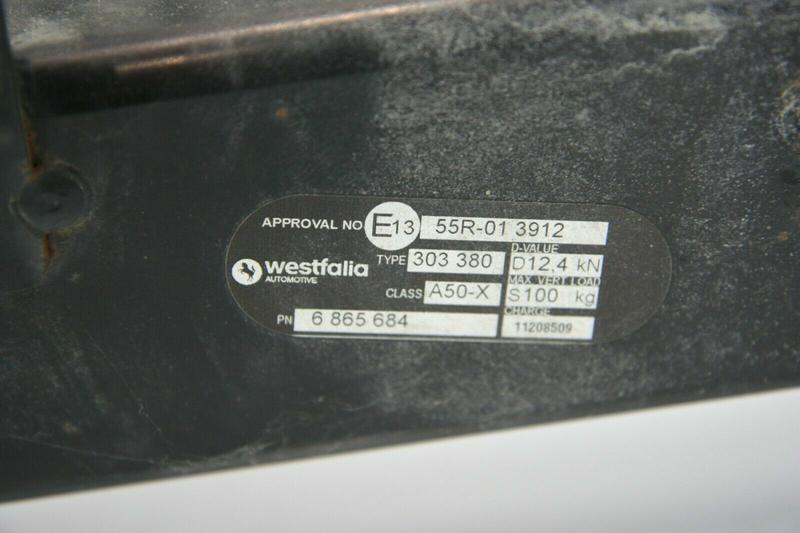 APPROVAL NO E13 55R-01 3912
D-VALUE
TYPE 303 380 D12,4 kN
westfalia
AUTOMOTIVE
MAX VERT LOAD
CLASS A50-X S100 kg
CHARGE
PN 6 865 684 11208509